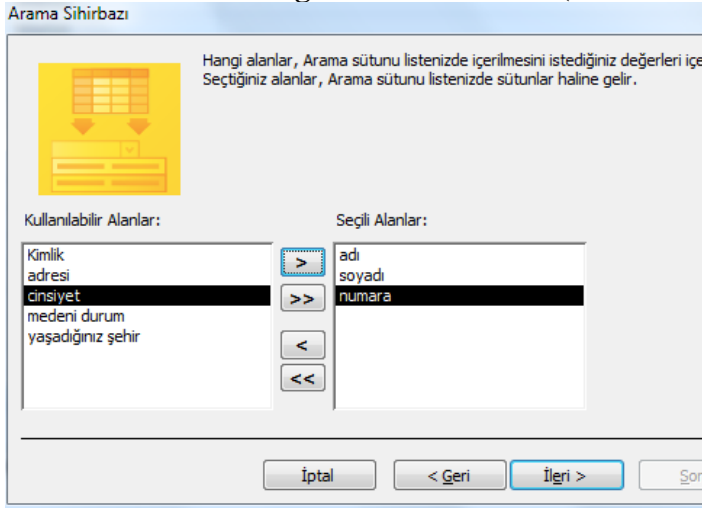 Arama Sihirbazı
Hangi alanlar, Arama sütunu listenizde içerilmesini istediğiniz değerleri içe
Seçtiğiniz alanlar, Arama sütunu listenizde sütunlar haline gelir.
Kullanılabilir Alanlar:
Seçili Alanlar:
Kimlik
adresi
cinsiyet
medeni durum
yaşadığınız şehir
>
>>
<
<<
adı
soyadı
numara
İptal
< Geri
İleri >
Son